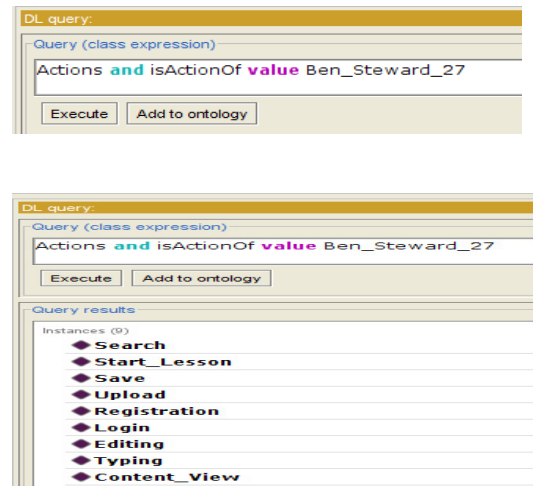 DL query:
Query (class expression)
Actions and isActionOf value Ben_Steward_27
Execute Add to ontology
DL query:
Query (class expression)
Actions and isActionOf value Ben_Steward_27
Execute Add to ontology
Query results
Instances (9)
Search
Start_Lesson
Save
Upload
Registration
Login
Editing
Typing
Content_View